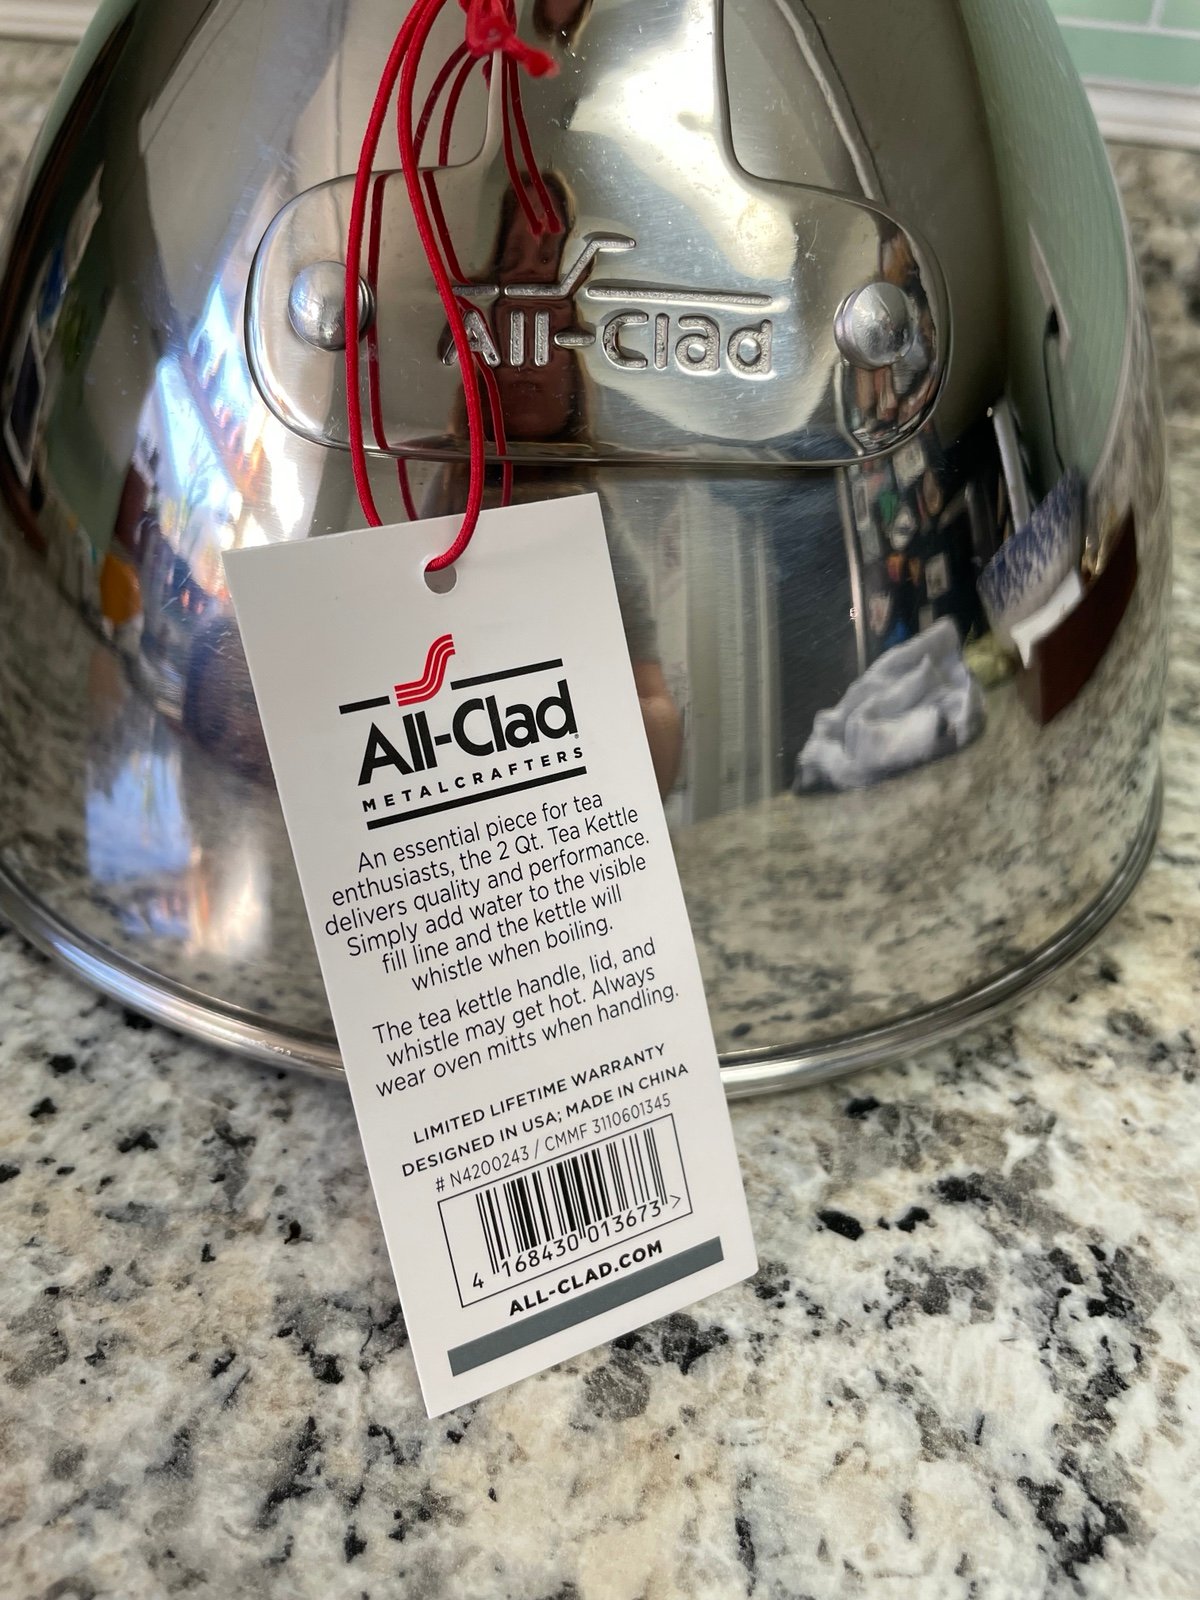 All-Clad
All-Clad
METALCRAFTERS
An essential piece for tea
enthusiasts, the 2 Qt. Tea Kettle
delivers quality and performance.
Simply add water to the visible
fill line and the kettle will
whistle when boiling.
The tea kettle handle, lid, and
whistle may get hot. Always
wear oven mitts when handling.
LIMITED LIFETIME WARRANTY
DESIGNED IN USA; MADE IN CHINA
# N4200243 / CMMF 3110601345
4 168430 013673 >
ALL-CLAD.COM